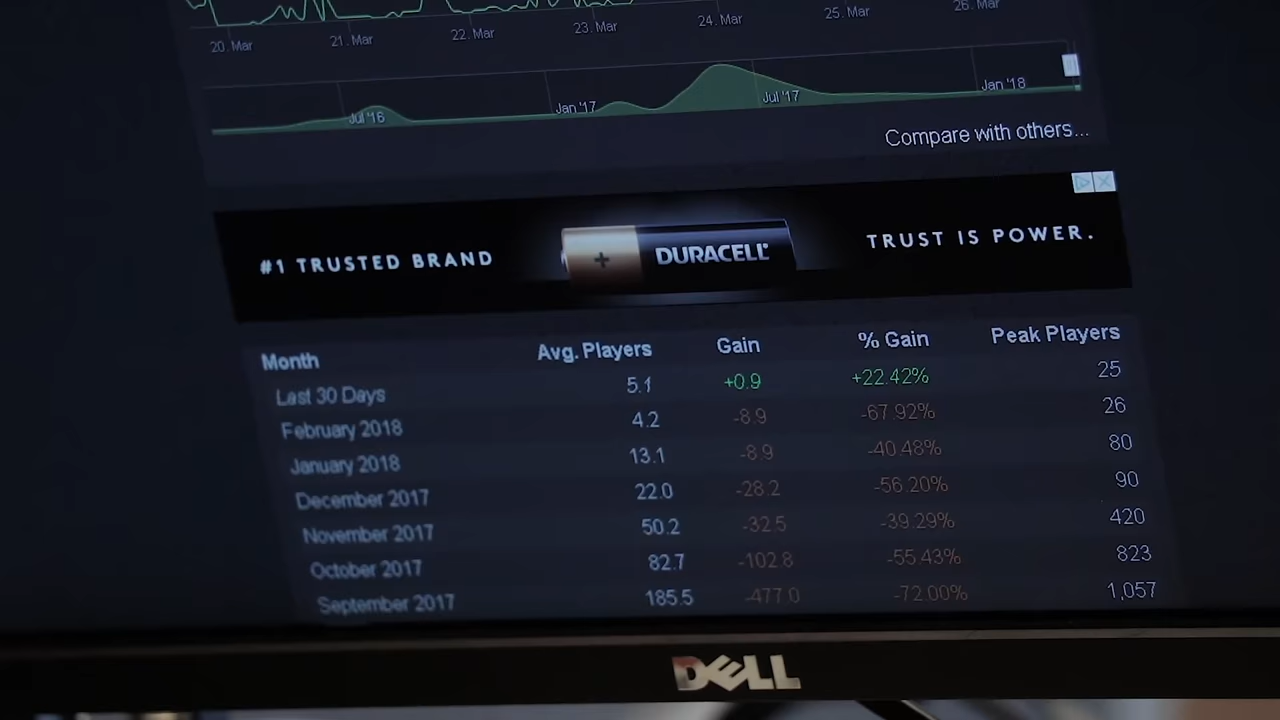 20. Mar 21. Mar 22. Mar 23. Mar 24. Mar 25. Mar 26. Mar
Jul '16 Jan '17 Jul '17 Jan '18
Compare with others...
#1 TRUSTED BRAND + DURACELL TRUST IS POWER.
Month Avg. Players Gain % Gain Peak Players
Last 30 Days 5.1 +0.9 +22.42% 25
February 2018 4.2 -8.9 -67.92% 26
January 2018 13.1 -8.9 -40.48% 80
December 2017 22.0 -28.2 -56.20% 90
November 2017 50.2 -32.5 -39.29% 420
October 2017 82.7 -102.8 -55.43% 823
September 2017 185.5 -477.0 -72.00% 1,057
DELL